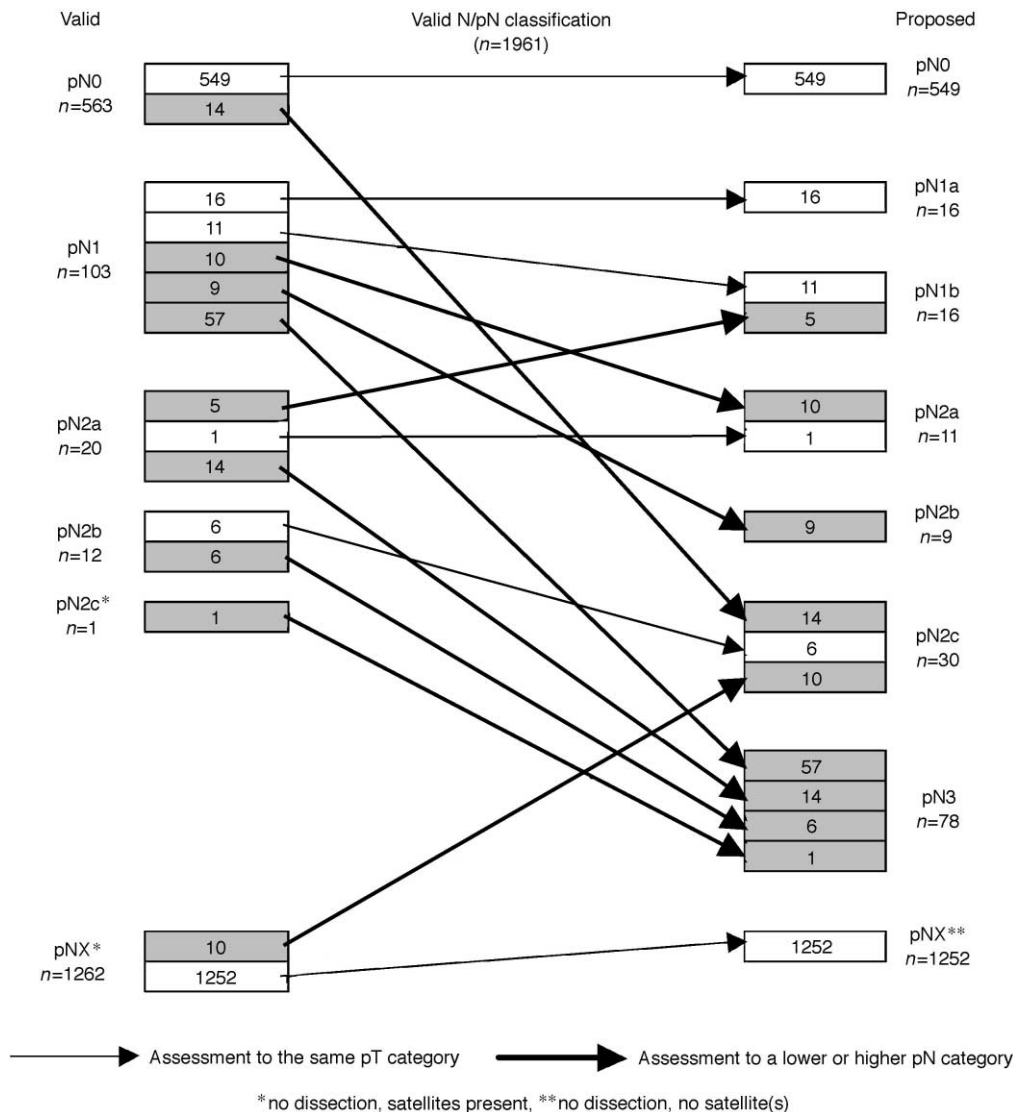 Valid Valid N/pN classification Proposed
(n=1961)
pN0 549 549 pN0
n=563 14 n=549
16 16 pN1a
11 n=16
pN1 10
n=103 9 11 pN1b
57 5 n=16
5 10 pN2a
pN2a 1 1 n=11
n=20 14
pN2b 6 9 pN2b
n=12 6 n=9
pN2c* 1 14 pN2c
n=1 6 n=30
10
57
14 pN3
6 n=78
1
pNX* 10 1252 pNX**
n=1262 1252 n=1252
Assessment to the same pT category Assessment to a lower or higher pN category
*no dissection, satellites present, **no dissection, no satellite(s)